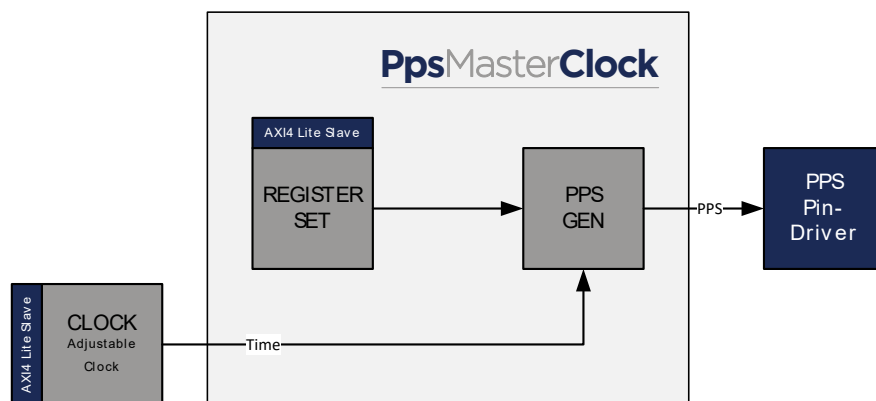 PpsMasterClock
AXI4 Lite Slave
REGISTER
SET
PPS
GEN
PPS
PPS
Pin-
Driver
AXI4 Lite Slave
CLOCK
Adjustable
Clock
Time